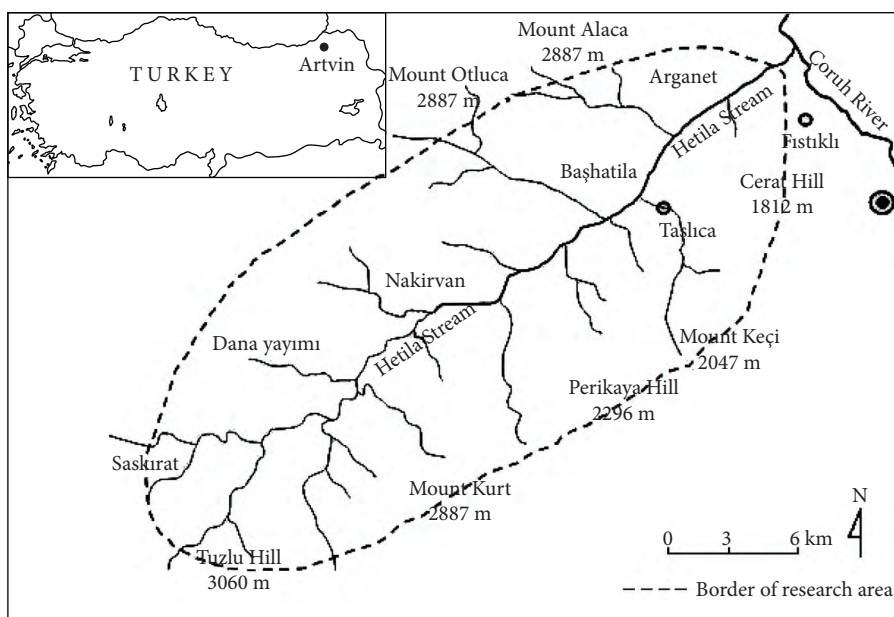 TURKEY
Artvin
Mount Alaca
2887 m
Mount Otluca
2887 m
Arganet
Hetila Stream
Coruh River
Fıstıklı
Başhatila
Cerat Hill
1812 m
Taslıca
Nakirvan
Hetila Stream
Dana yayımı
Mount Keçi
2047 m
Perikaya Hill
2296 m
Saskırat
Mount Kurt
2887 m
Tuzlu Hill
3060 m
N
0 3 6 km
Border of research area